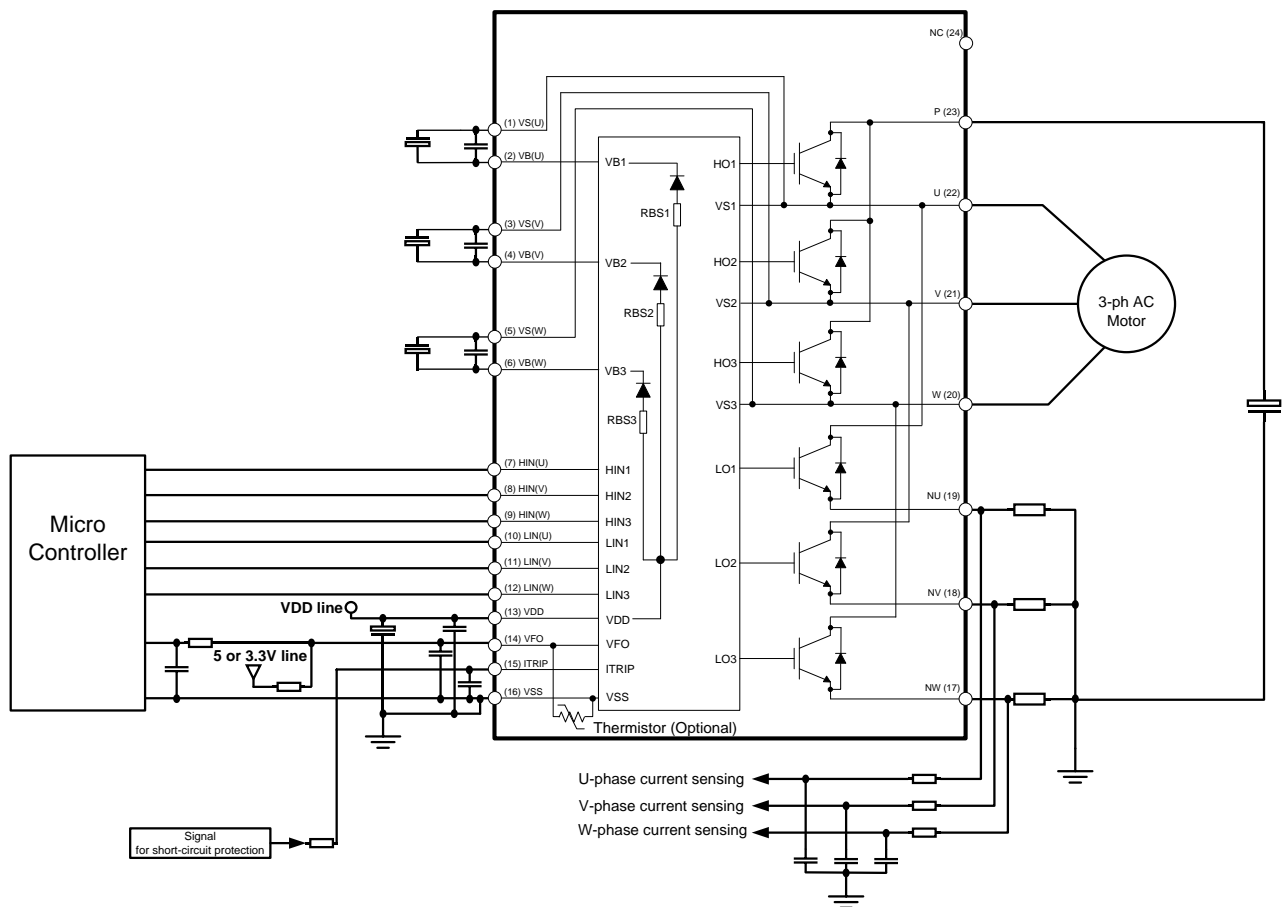 NC (24)
(1) VS(U)
(2) VB(U)
(3) VS(V)
(4) VB(V)
(5) VS(W)
(6) VB(W)
(7) HIN(U)
(8) HIN(V)
(9) HIN(W)
(10) LIN(U)
(11) LIN(V)
(12) LIN(W)
(13) VDD
(14) VFO
(15) ITRIP
(16) VSS
VB1
RBS1
VB2
RBS2
VB3
RBS3
HIN1
HIN2
HIN3
LIN1
LIN2
LIN3
VDD
VFO
ITRIP
VSS
Thermistor (Optional)
HO1
VS1
HO2
VS2
HO3
VS3
LO1
LO2
LO3
P (23)
U (22)
V (21)
W (20)
NU (19)
NV (18)
NW (17)
3-ph AC
Motor
Micro
Controller
VDD line
5 or 3.3V line
Signal
for short-circuit protection
U-phase current sensing
V-phase current sensing
W-phase current sensing